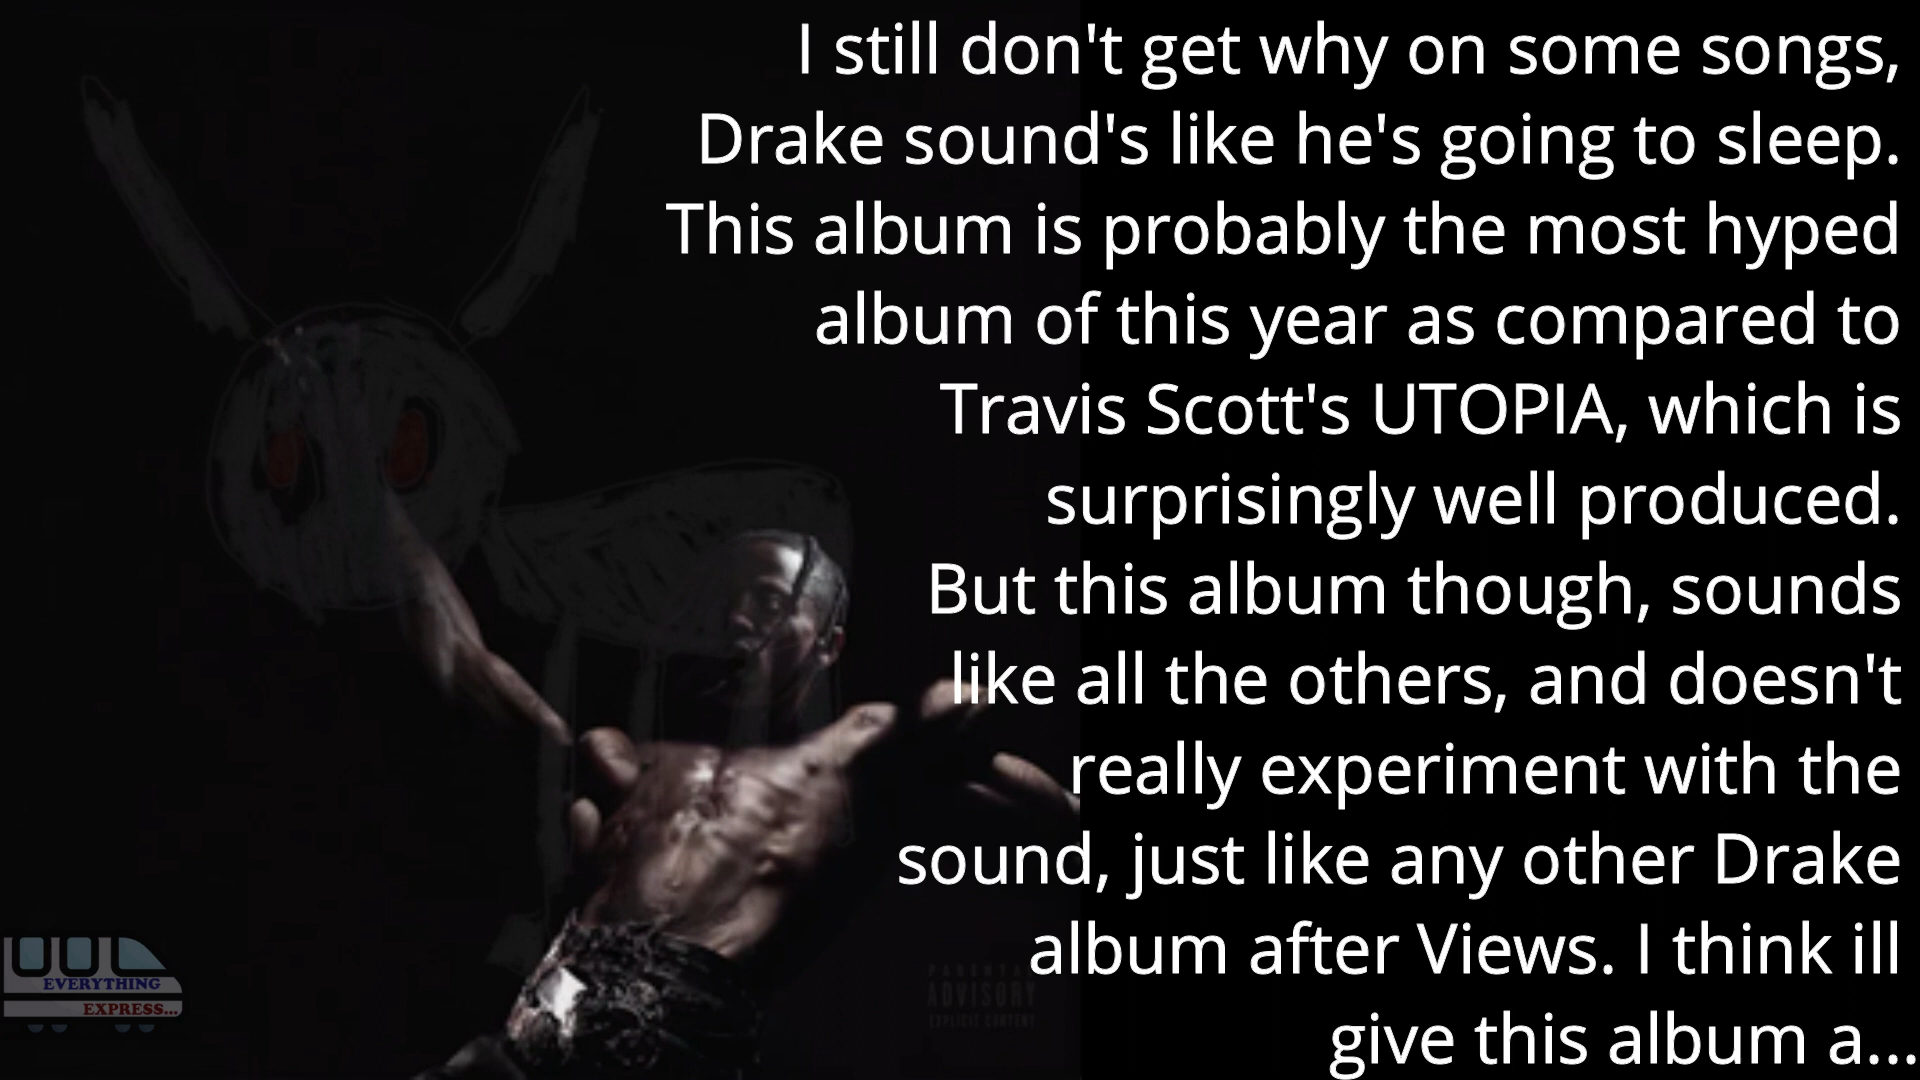 I still don't get why on some songs,
Drake sound's like he's going to sleep.
This album is probably the most hyped
album of this year as compared to
Travis Scott's UTOPIA, which is
surprisingly well produced.
But this album though, sounds
like all the others, and doesn't
really experiment with the
sound, just like any other Drake
album after Views. I think ill
give this album a...
EVERYTHING
EXPRESS...
PARENTAL
ADVISORY
EXPLICIT CONTENT